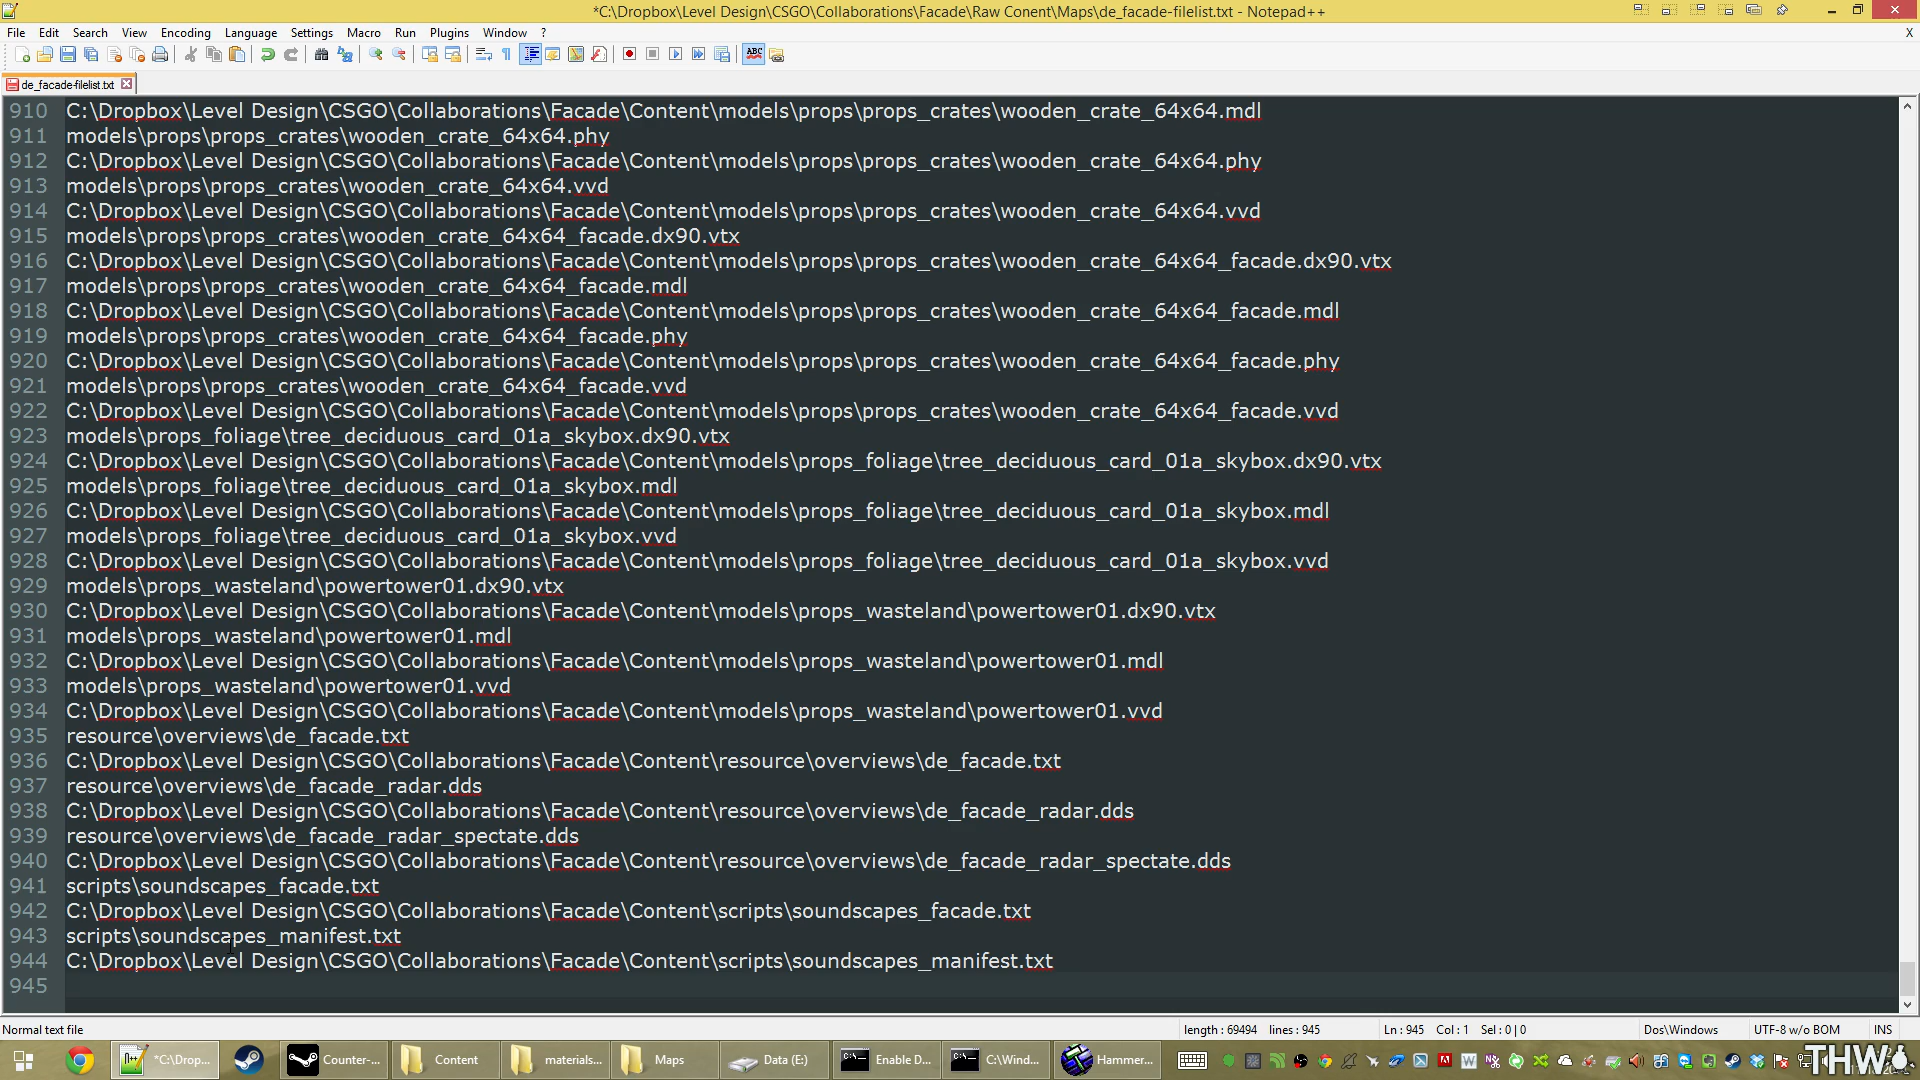 *C:\Dropbox\Level Design\CSGO\Collaborations\Facade\Raw Conent\Maps\de_facade-filelist.txt - Notepad++
File Edit Search View Encoding Language Settings Macro Run Plugins Window ? X
de_facade-filelist.txt
910 C:\Dropbox\Level Design\CSGO\Collaborations\Facade\Content\models\props\props_crates\wooden_crate_64x64.mdl
911 models\props\props_crates\wooden_crate_64x64.phy
912 C:\Dropbox\Level Design\CSGO\Collaborations\Facade\Content\models\props\props_crates\wooden_crate_64x64.phy
913 models\props\props_crates\wooden_crate_64x64.vvd
914 C:\Dropbox\Level Design\CSGO\Collaborations\Facade\Content\models\props\props_crates\wooden_crate_64x64.vvd
915 models\props\props_crates\wooden_crate_64x64_facade.dx90.vtx
916 C:\Dropbox\Level Design\CSGO\Collaborations\Facade\Content\models\props\props_crates\wooden_crate_64x64_facade.dx90.vtx
917 models\props\props_crates\wooden_crate_64x64_facade.mdl
918 C:\Dropbox\Level Design\CSGO\Collaborations\Facade\Content\models\props\props_crates\wooden_crate_64x64_facade.mdl
919 models\props\props_crates\wooden_crate_64x64_facade.phy
920 C:\Dropbox\Level Design\CSGO\Collaborations\Facade\Content\models\props\props_crates\wooden_crate_64x64_facade.phy
921 models\props\props_crates\wooden_crate_64x64_facade.vvd
922 C:\Dropbox\Level Design\CSGO\Collaborations\Facade\Content\models\props\props_crates\wooden_crate_64x64_facade.vvd
923 models\props_foliage\tree_deciduous_card_01a_skybox.dx90.vtx
924 C:\Dropbox\Level Design\CSGO\Collaborations\Facade\Content\models\props_foliage\tree_deciduous_card_01a_skybox.dx90.vtx
925 models\props_foliage\tree_deciduous_card_01a_skybox.mdl
926 C:\Dropbox\Level Design\CSGO\Collaborations\Facade\Content\models\props_foliage\tree_deciduous_card_01a_skybox.mdl
927 models\props_foliage\tree_deciduous_card_01a_skybox.vvd
928 C:\Dropbox\Level Design\CSGO\Collaborations\Facade\Content\models\props_foliage\tree_deciduous_card_01a_skybox.vvd
929 models\props_wasteland\powertower01.dx90.vtx
930 C:\Dropbox\Level Design\CSGO\Collaborations\Facade\Content\models\props_wasteland\powertower01.dx90.vtx
931 models\props_wasteland\powertower01.mdl
932 C:\Dropbox\Level Design\CSGO\Collaborations\Facade\Content\models\props_wasteland\powertower01.mdl
933 models\props_wasteland\powertower01.vvd
934 C:\Dropbox\Level Design\CSGO\Collaborations\Facade\Content\models\props_wasteland\powertower01.vvd
935 resource\overviews\de_facade.txt
936 C:\Dropbox\Level Design\CSGO\Collaborations\Facade\Content\resource\overviews\de_facade.txt
937 resource\overviews\de_facade_radar.dds
938 C:\Dropbox\Level Design\CSGO\Collaborations\Facade\Content\resource\overviews\de_facade_radar.dds
939 resource\overviews\de_facade_radar_spectate.dds
940 C:\Dropbox\Level Design\CSGO\Collaborations\Facade\Content\resource\overviews\de_facade_radar_spectate.dds
941 scripts\soundscapes_facade.txt
942 C:\Dropbox\Level Design\CSGO\Collaborations\Facade\Content\scripts\soundscapes_facade.txt
943 scripts\soundscapes_manifest.txt
944 C:\Dropbox\Level Design\CSGO\Collaborations\Facade\Content\scripts\soundscapes_manifest.txt
945
Normal text file length : 69494 lines : 945 Ln : 945 Col : 1 Sel : 0 | 0 Dos\Windows UTF-8 w/o BOM INS
*C:\Drop... Counter-... Content materials... Maps Data (E:) Enable D... C:\Wind... Hammer... THW